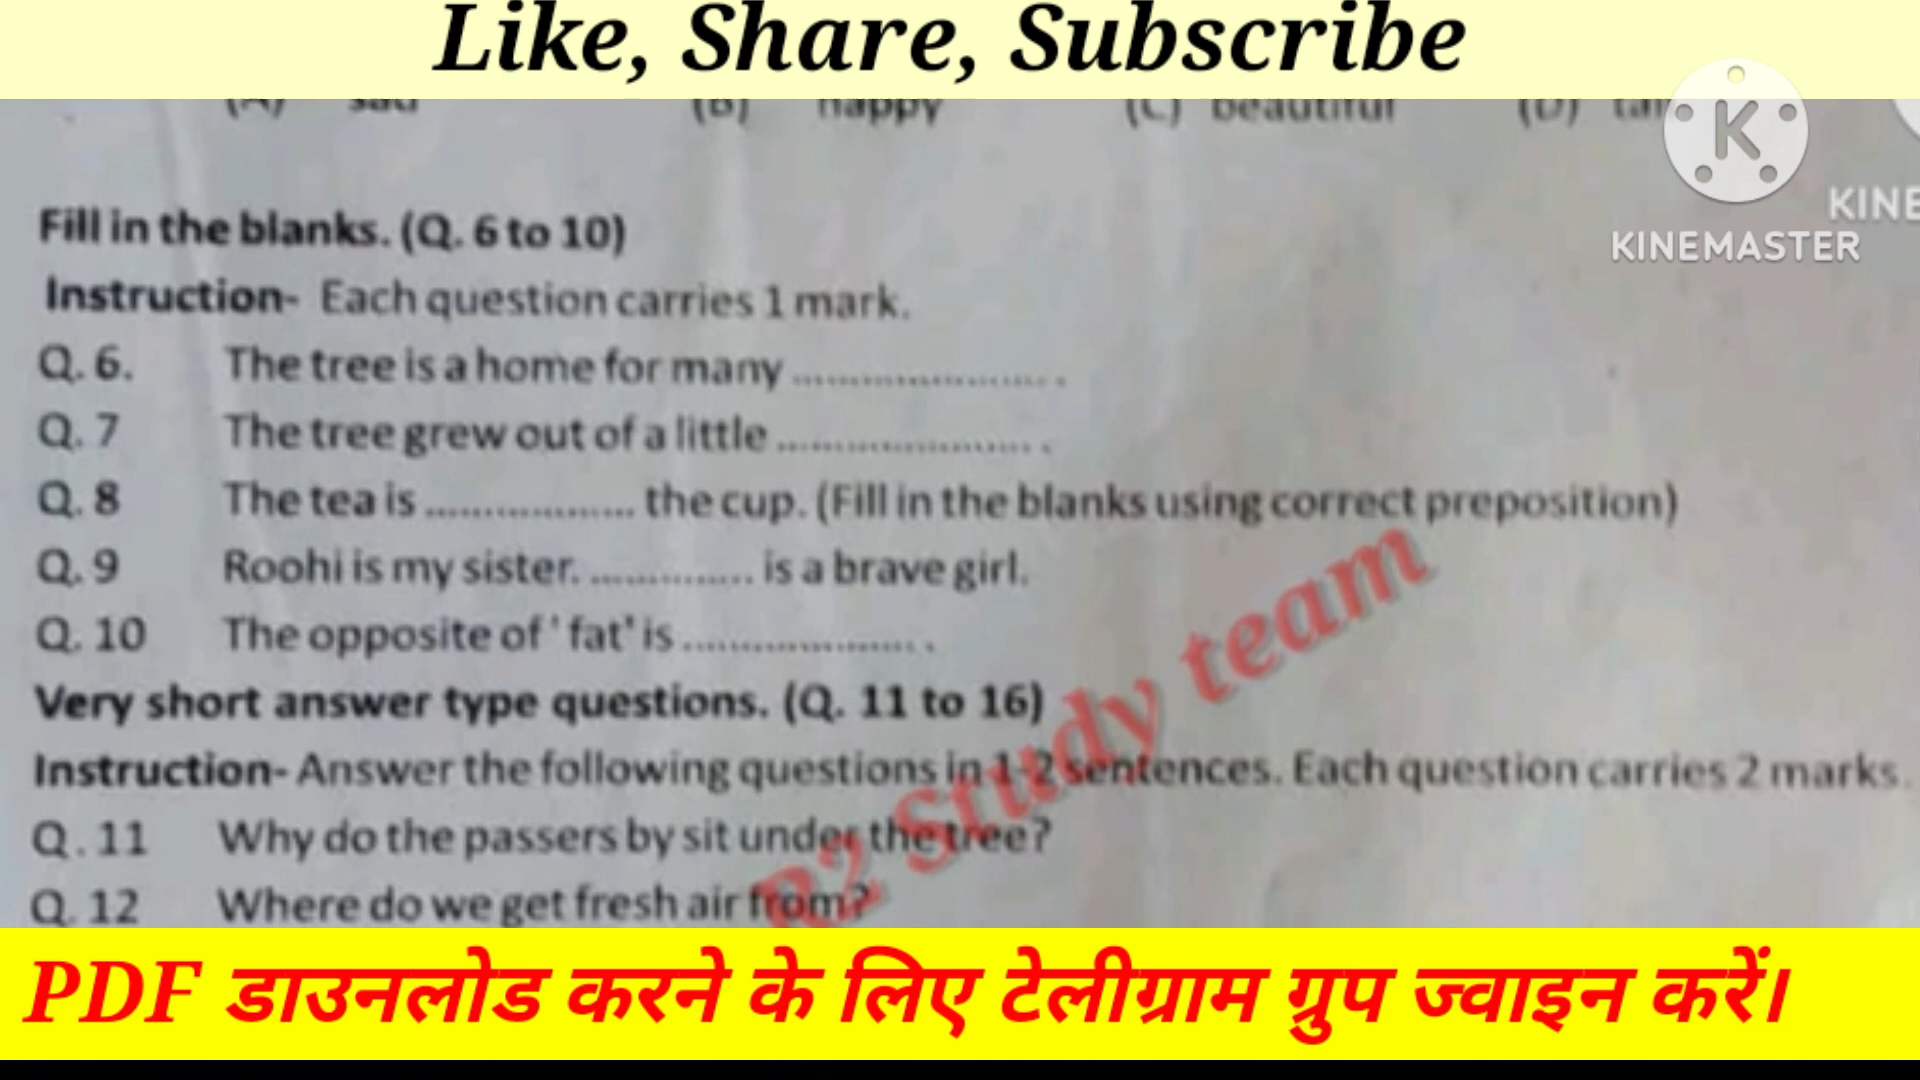 Like, Share, Subscribe
(A) sad (B) happy (C) beautiful (D)
K
KINE
KINEMASTER
Fill in the blanks. (Q. 6 to 10)
Instruction- Each question carries 1 mark.
Q. 6. The tree is a home for many ........................ .
Q. 7 The tree grew out of a little ........................ .
Q. 8 The tea is .................... the cup. (Fill in the blanks using correct preposition)
Q. 9 Roohi is my sister. ................ is a brave girl.
Q. 10 The opposite of ' fat' is ...................... .
Very short answer type questions. (Q. 11 to 16)
Instruction- Answer the following questions in 1-2 sentences. Each question carries 2 marks.
Q. 11 Why do the passers by sit under the tree?
Q. 12 Where do we get fresh air from?
R2 Study team
PDF डाउनलोड करने के लिए टेलीग्राम ग्रुप ज्वाइन करें।